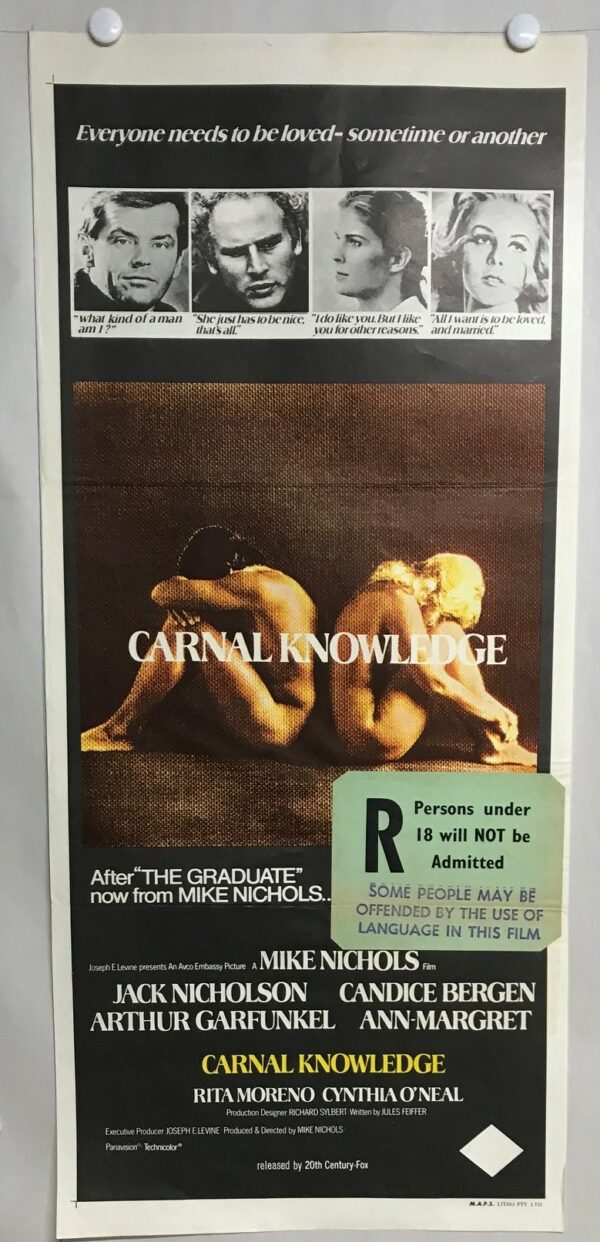 Everyone needs to be loved- sometime or another
"what kind of a man
am I?"
"She just has to be nice,
that's all."
"I do like you. But I like
you for other reasons."
"All I want is to be loved,
and married."
CARNAL KNOWLEDGE
R
Persons under
18 will NOT be
Admitted
SOME PEOPLE MAY BE
OFFENDED BY THE USE OF
LANGUAGE IN THIS FILM
After "THE GRADUATE"
now from MIKE NICHOLS..
Joseph E. Levine presents An Avco Embassy Picture A MIKE NICHOLS Film
JACK NICHOLSON CANDICE BERGEN
ARTHUR GARFUNKEL ANN-MARGRET
CARNAL KNOWLEDGE
RITA MORENO CYNTHIA O'NEAL
Production Designer RICHARD SYLBERT Written by JULES FEIFFER
Executive Producer JOSEPH E. LEVINE Produced & Directed by MIKE NICHOLS
Panavision® Technicolor®
released by 20th Century-Fox
M.A.P.S. LITHO PTY. LTD.